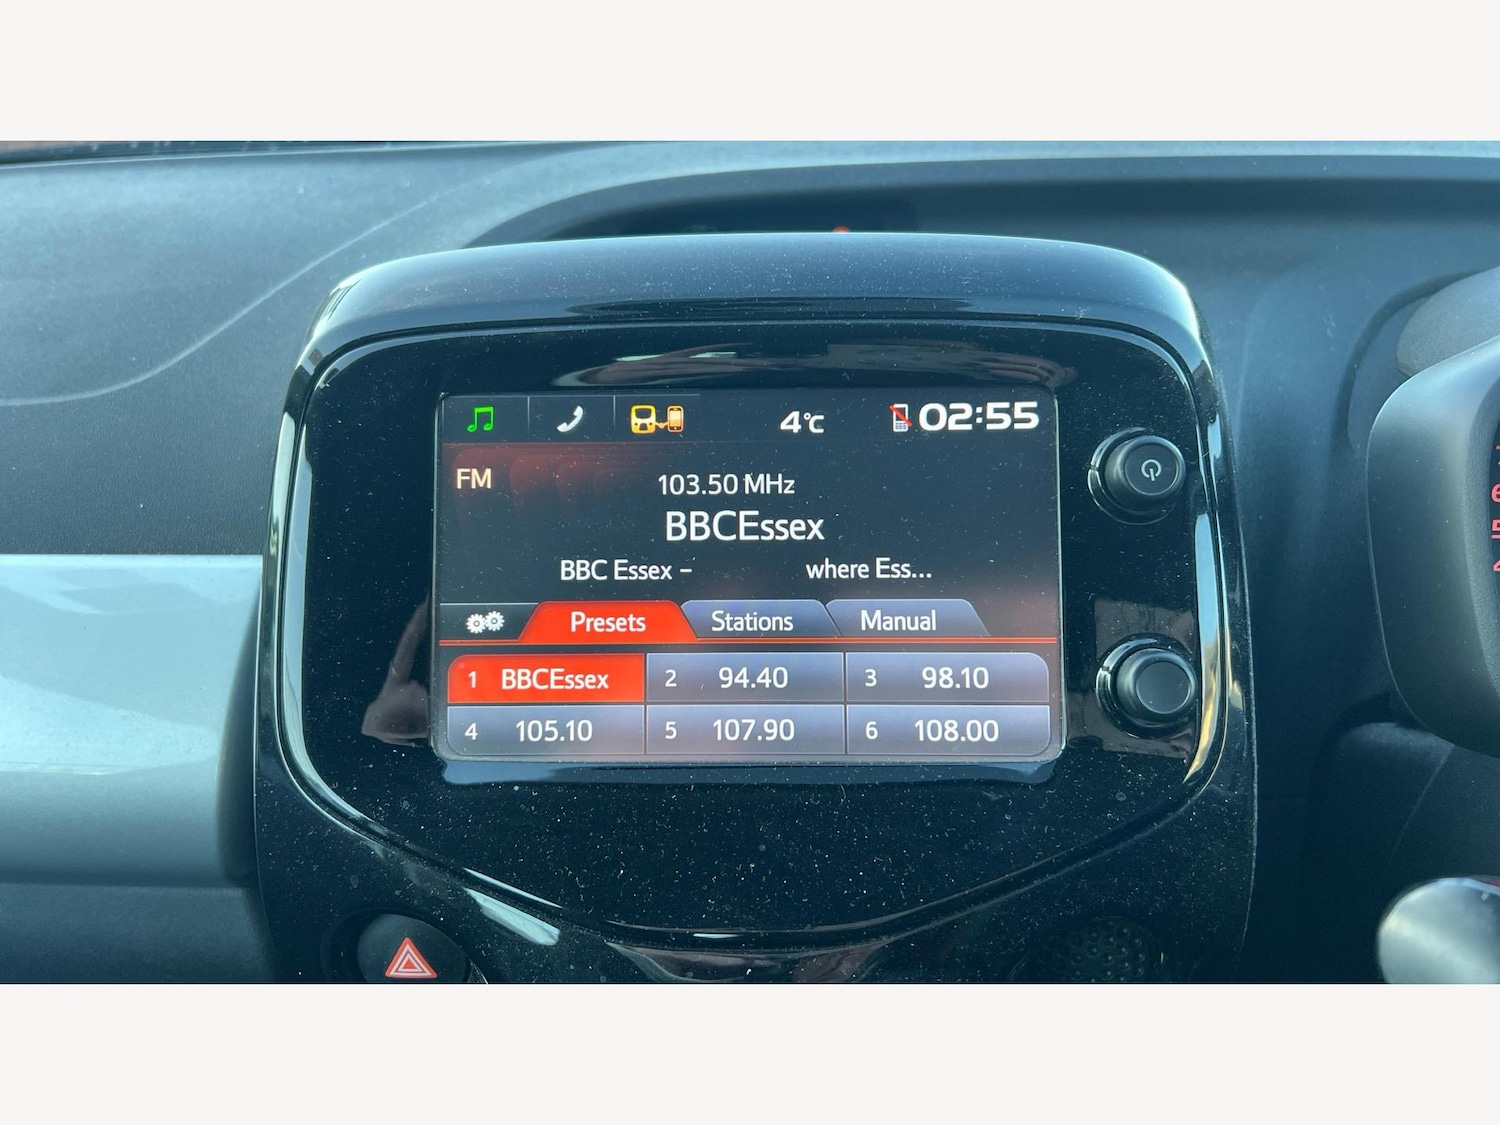 4°C 02:55
FM
103.50 MHz
BBCEssex
BBC Essex – where Ess...
Presets Stations Manual
1 BBCEssex 2 94.40 3 98.10
4 105.10 5 107.90 6 108.00